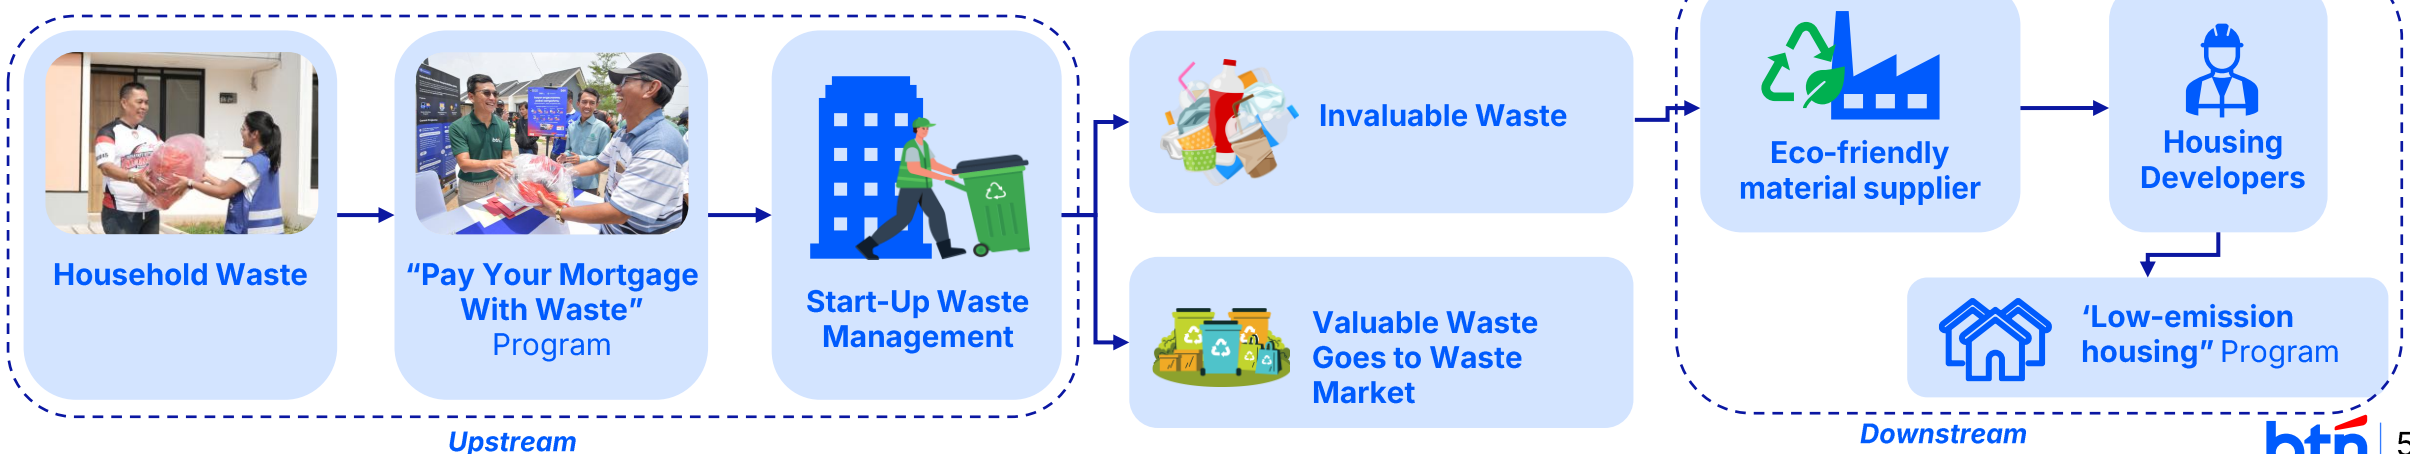 Household Waste
“Pay Your Mortgage
With Waste”
Program
Start-Up Waste
Management
Upstream
Invaluable Waste
Valuable Waste
Goes to Waste
Market
Eco-friendly
material supplier
Housing
Developers
‘Low-emission
housing” Program
Downstream
btn
5